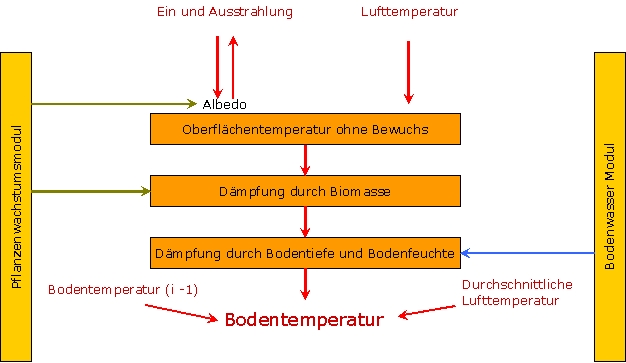 Ein und Ausstrahlung
Lufttemperatur
Albedo
Oberflächentemperatur ohne Bewuchs
Pflanzenwachstumsmodul
Dämpfung durch Biomasse
Bodenwasser Modul
Dämpfung durch Bodentiefe und Bodenfeuchte
Bodentemperatur (i -1)
Durchschnittliche
Lufttemperatur
Bodentemperatur